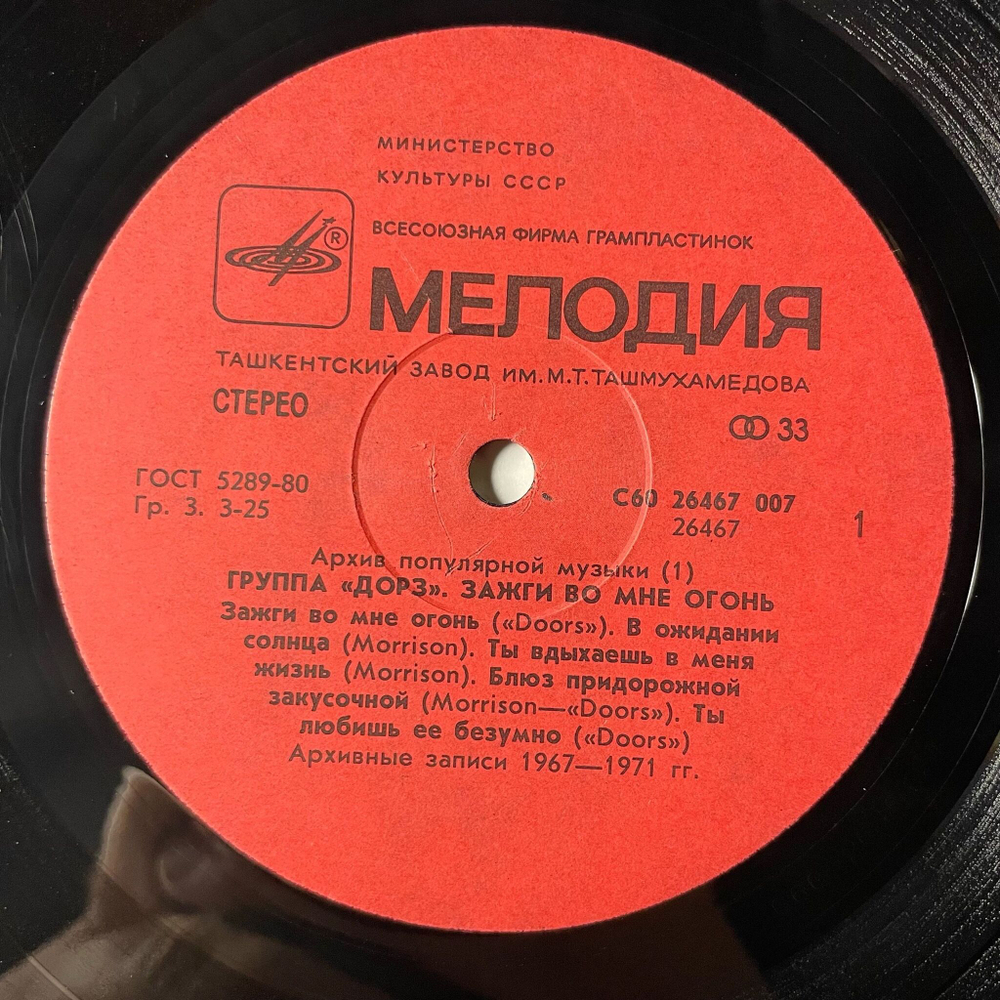 МИНИСТЕРСТВО
КУЛЬТУРЫ СССР
ВСЕСОЮЗНАЯ ФИРМА ГРАМПЛАСТИНОК
®
МЕЛОДИЯ
ТАШКЕНТСКИЙ ЗАВОД ИМ. М.Т. ТАШМУХАМЕДОВА
СТЕРЕО
33
ГОСТ 5289-80
Гр. 3. 3-25
С60 26467 007
26467
1
Архив популярной музыки (1)
ГРУППА «ДОРЗ». ЗАЖГИ ВО МНЕ ОГОНЬ
Зажги во мне огонь («Doors»). В ожидании
солнца (Morrison). Ты вдыхаешь в меня
жизнь (Morrison). Блюз придорожной
закусочной (Morrison—«Doors»). Ты
любишь ее безумно («Doors»)
Архивные записи 1967—1971 гг.